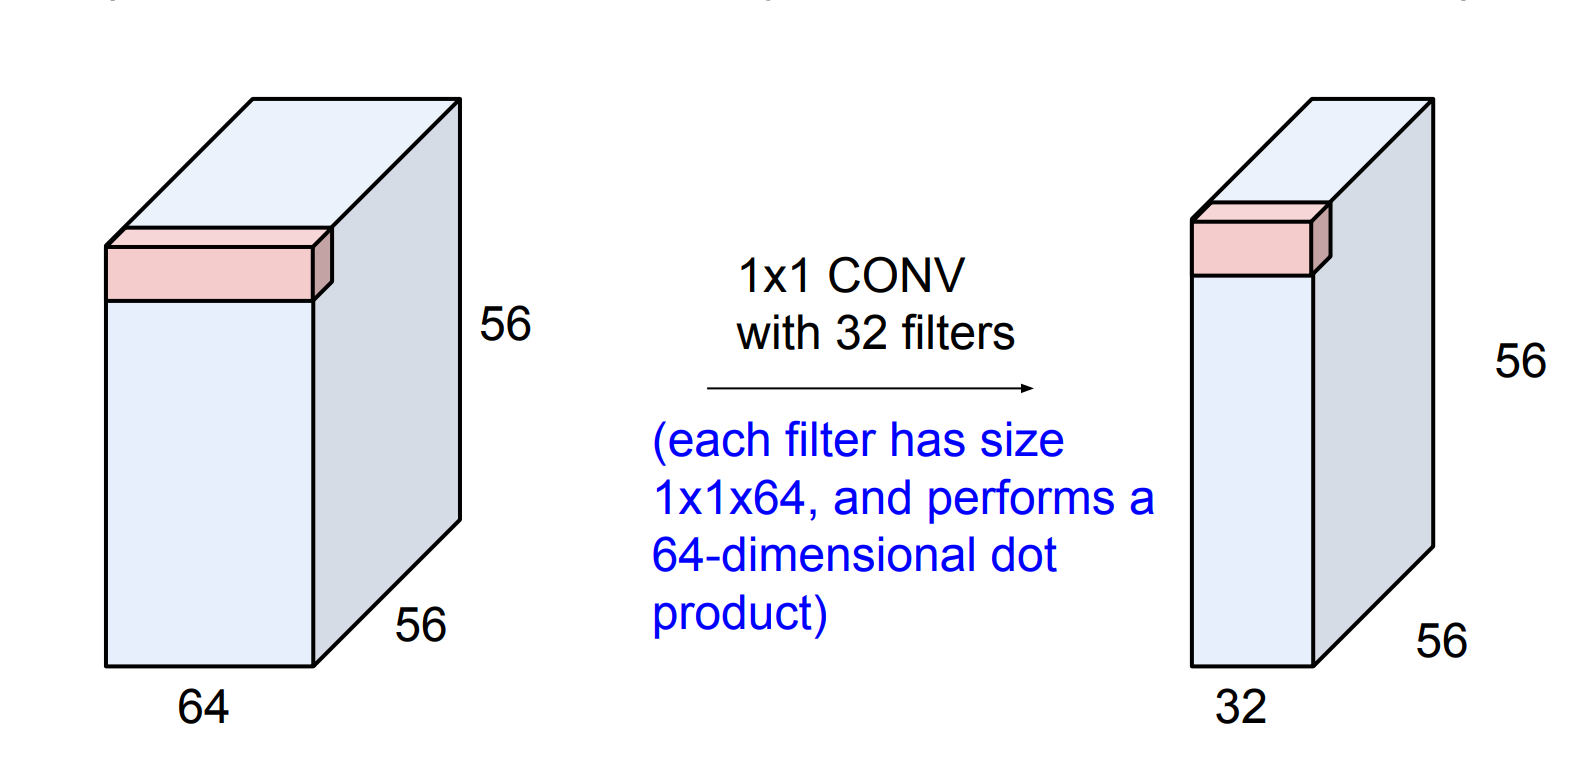 56
56
64
1x1 CONV
with 32 filters
(each filter has size
1x1x64, and performs a
64-dimensional dot
product)
56
56
32